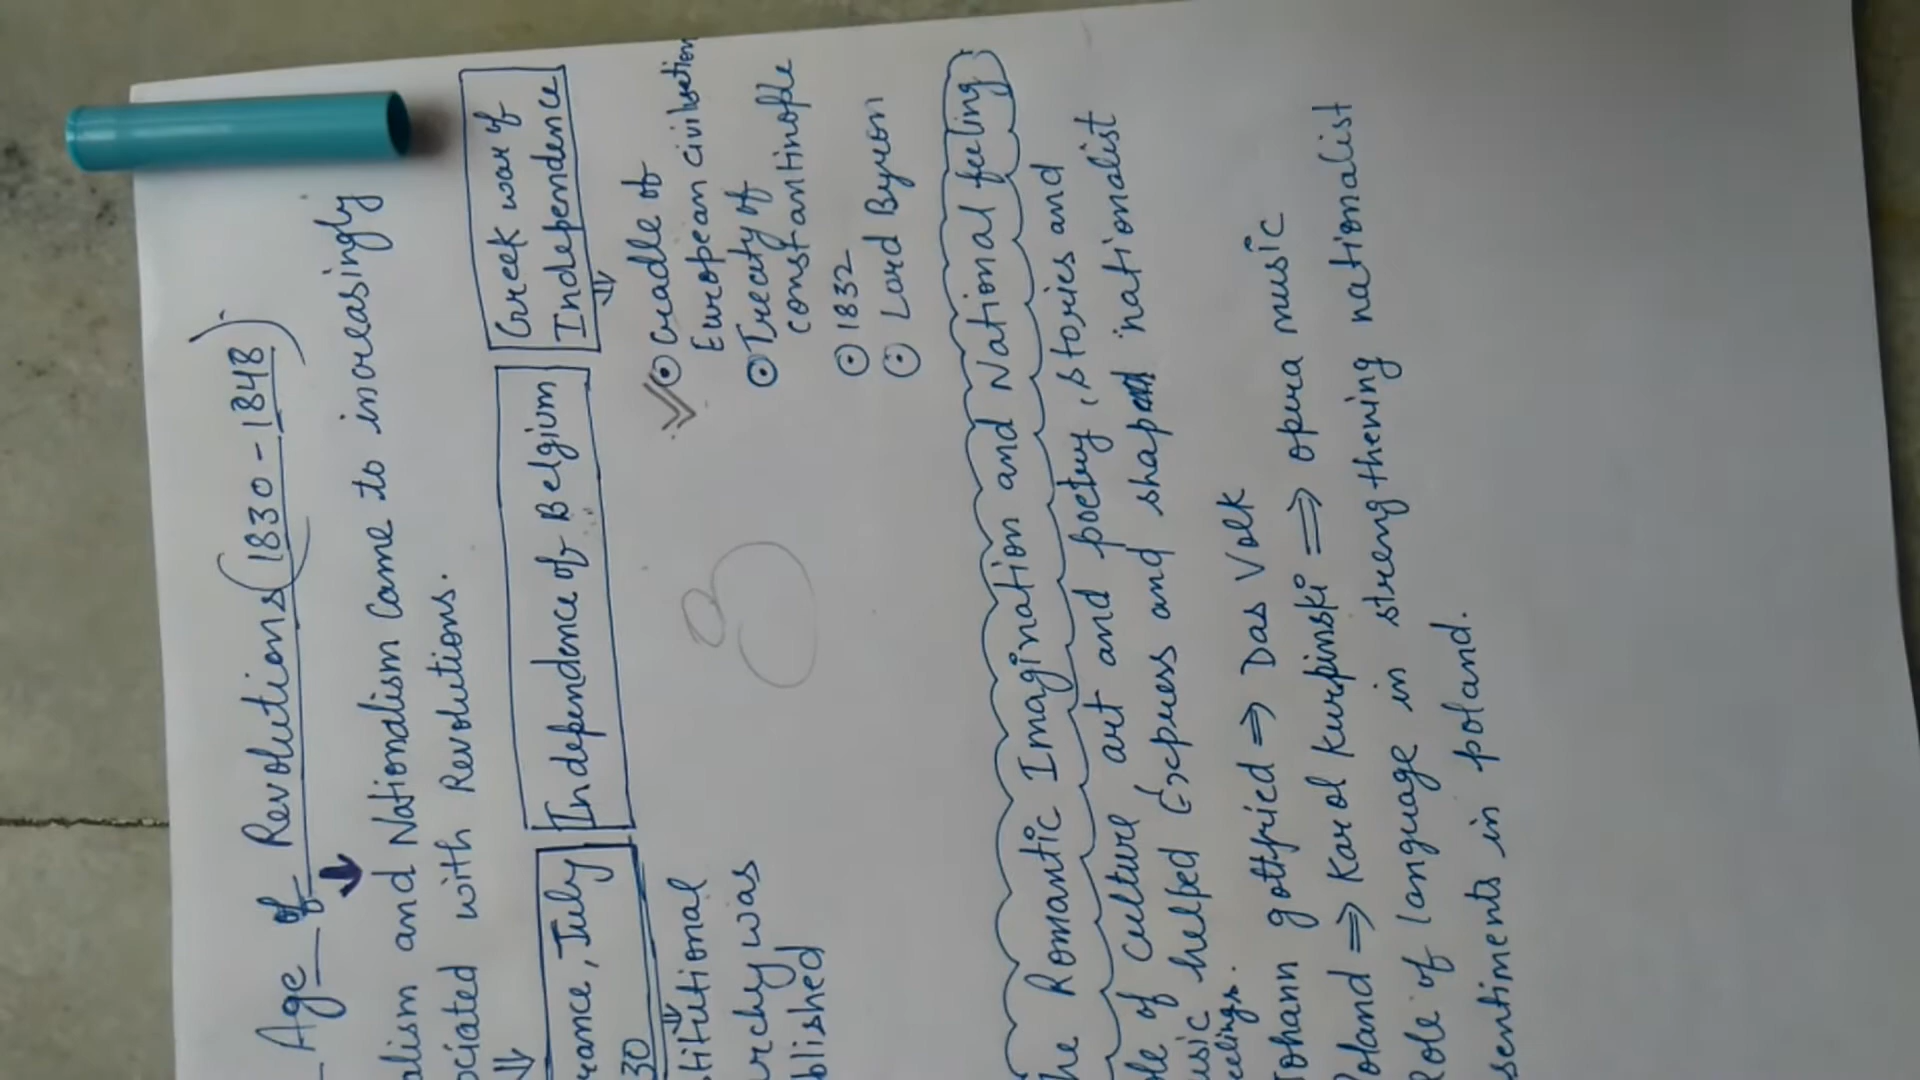 Age of Revolutions (1830-1848)
alism and Nationalism Came to increasingly
ociated with Revolutions.
rance, July
30
stitutional
archy was
blished
Independence of Belgium
Greek war of
Independence
Cradle of
European civilisation
Treaty of
constantinople
1832
Lord Byron
he Romantic Imagination and National feeling
le of culture art and poetry, stories and
usic helped Express and shaped nationalist
eelings.
Johann gottfried ⇒ Das Volk
Poland ⇒ Karol kurpinski ⇒ opera music
Role of language in strengthening nationalist
sentiments in poland.